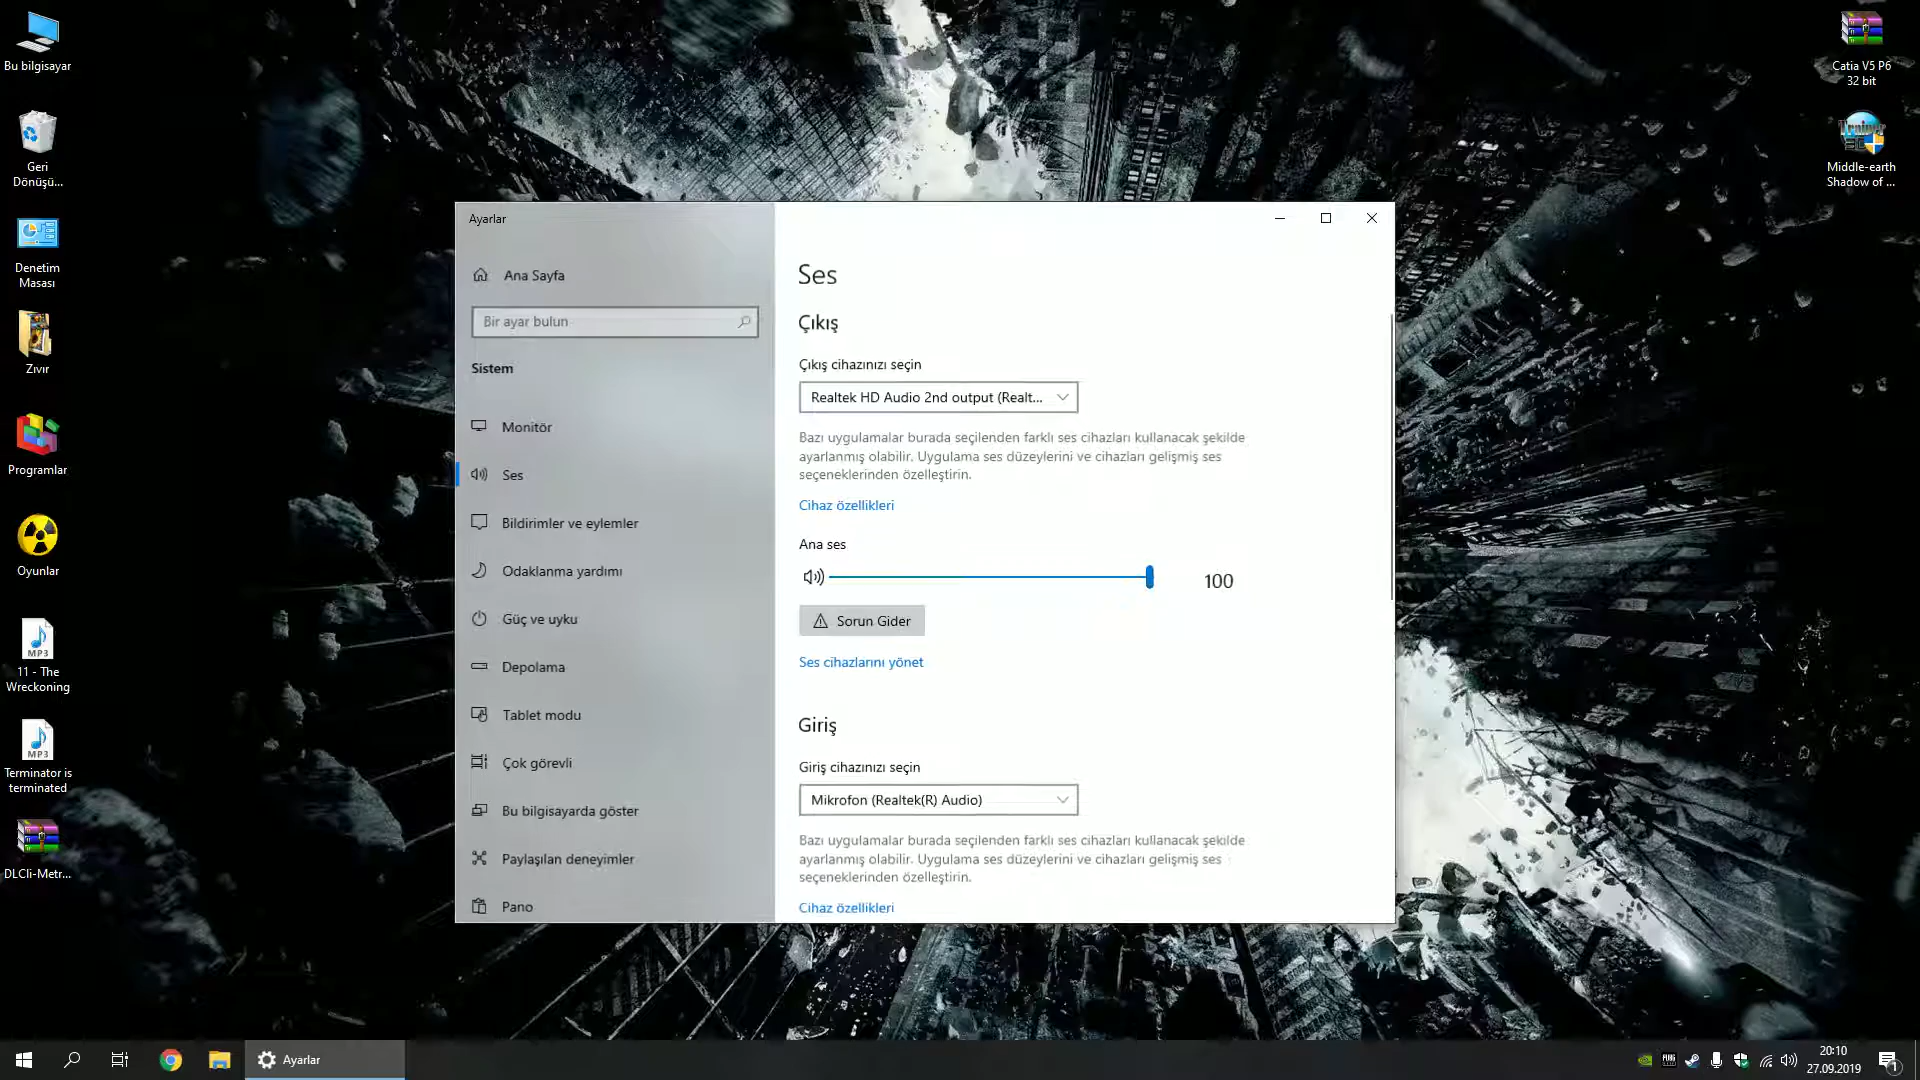 Bu bilgisayar
Geri
Dönüşü...
Denetim
Masası
Zıvır
Programlar
Oyunlar
MP3
11 - The
Wreckoning
MP3
Terminator is
terminated
DLCli-Metr...
Catia V5 P6
32 bit
Trainer
Middle-earth
Shadow of ...
Ayarlar
Ana Sayfa
Bir ayar bulun
Sistem
Monitör
Ses
Bildirimler ve eylemler
Odaklanma yardımı
Güç ve uyku
Depolama
Tablet modu
Çok görevli
Bu bilgisayarda göster
Paylaşılan deneyimler
Pano
Ses
Çıkış
Çıkış cihazınızı seçin
Realtek HD Audio 2nd output (Realt...
Bazı uygulamalar burada seçilenden farklı ses cihazları kullanacak şekilde
ayarlanmış olabilir. Uygulama ses düzeylerini ve cihazları gelişmiş ses
seçeneklerinden özelleştirin.
Cihaz özellikleri
Ana ses
100
Sorun Gider
Ses cihazlarını yönet
Giriş
Giriş cihazınızı seçin
Mikrofon (Realtek(R) Audio)
Bazı uygulamalar burada seçilenden farklı ses cihazları kullanacak şekilde
ayarlanmış olabilir. Uygulama ses düzeylerini ve cihazları gelişmiş ses
seçeneklerinden özelleştirin.
Cihaz özellikleri
Ayarlar
PUBG
20:10
27.09.2019
1